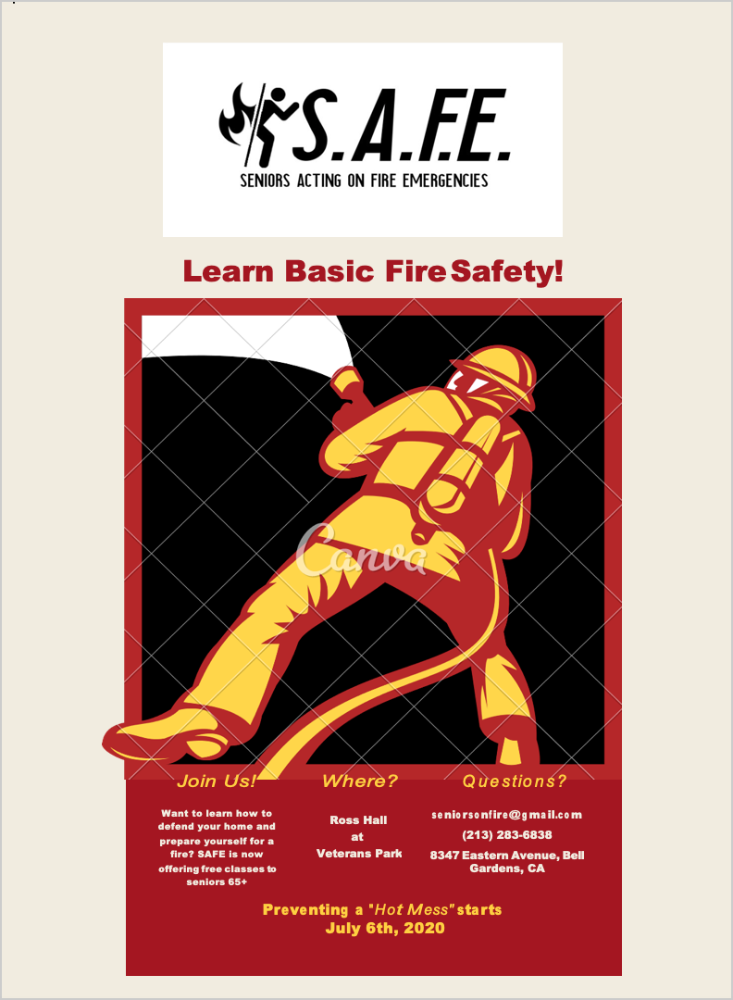 S.A.F.E.
SENIORS ACTING ON FIRE EMERGENCIES
Learn Basic Fire Safety!
Canva
Join Us!
Want to learn how to
defend your home and
prepare yourself for a
fire? SAFE is now
offering free classes to
seniors 65+
Where?
Ross Hall
at
Veterans Park
Questions?
seniorsonfire@gmail.com
(213) 283-6838
8347 Eastern Avenue, Bell
Gardens, CA
Preventing a "Hot Mess" starts
July 6th, 2020